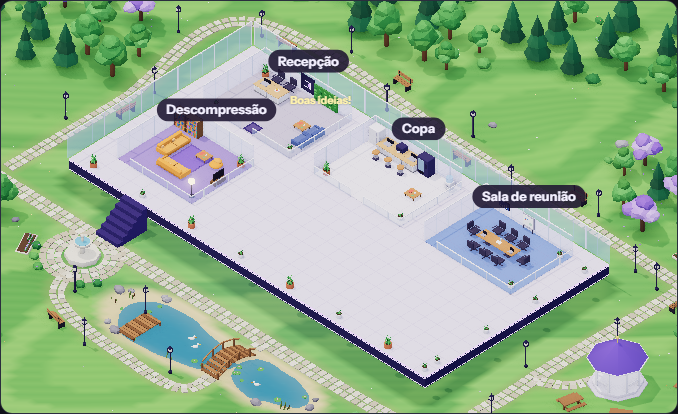 Recepção
Boas ideias!
Descompressão
Copa
Sala de reunião